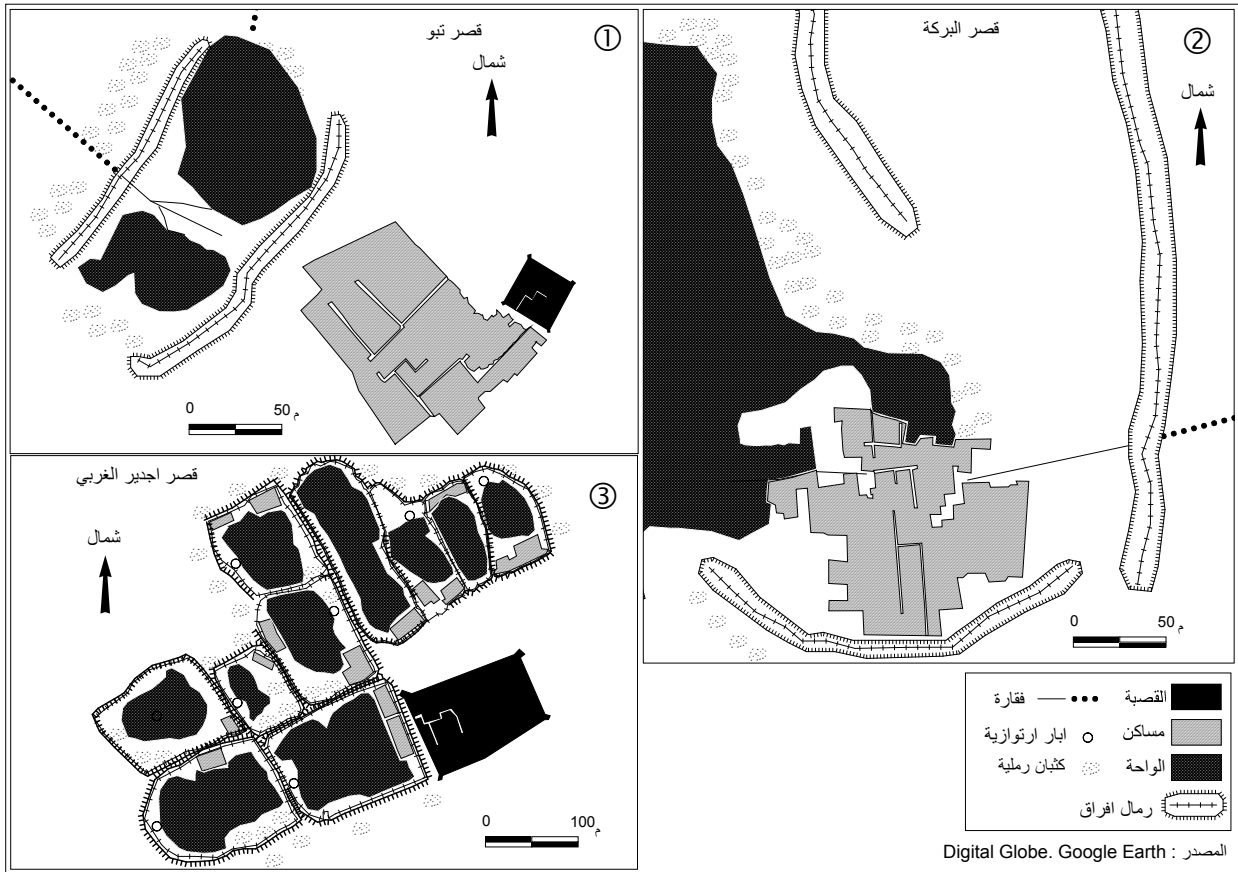 قصر تبو
①
شمال
0 50 م
قصر البركة
②
شمال
0 50 م
قصر اجدير الغربي
③
شمال
0 100 م
القصبة
فقارة
مساكن
ابار ارتوازية
الواحة
كثبان رملية
رمال افراق
المصدر : Digital Globe. Google Earth